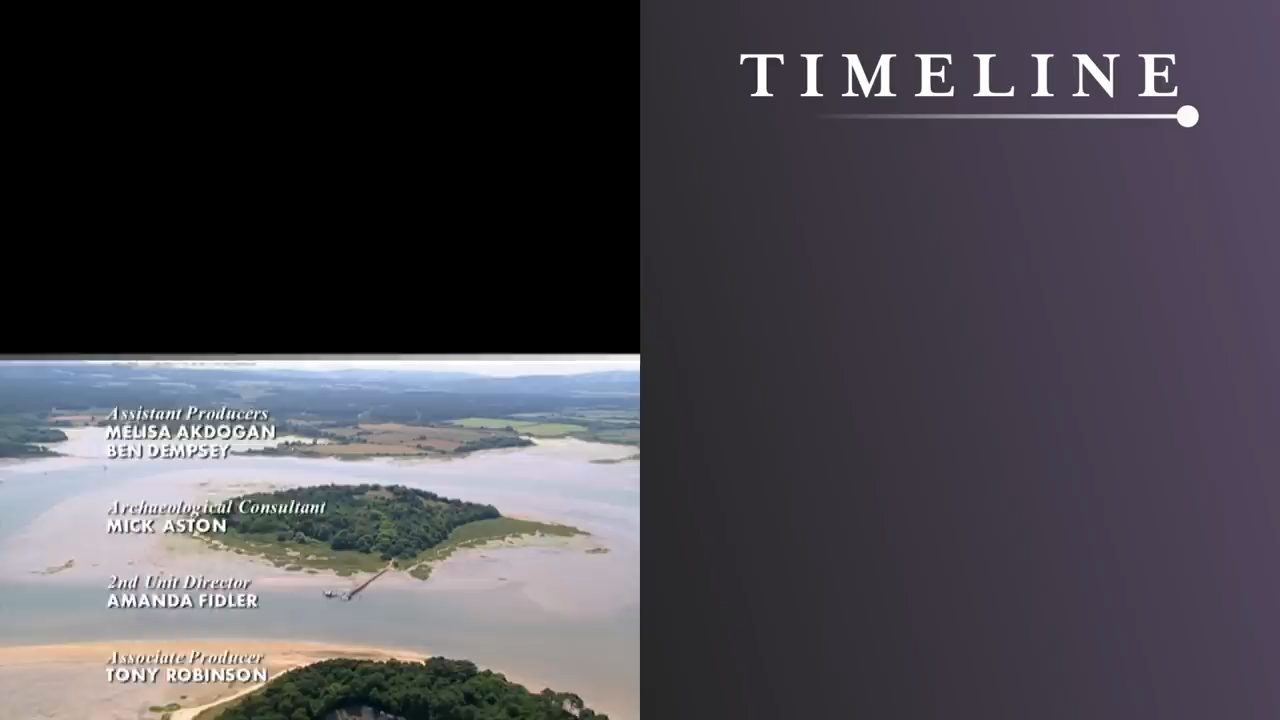 TIMELINE
Assistant Producers
MELISA AKDOGAN
BEN DEMPSEY
Archaeological Consultant
MICK ASTON
2nd Unit Director
AMANDA FIDLER
Associate Producer
TONY ROBINSON